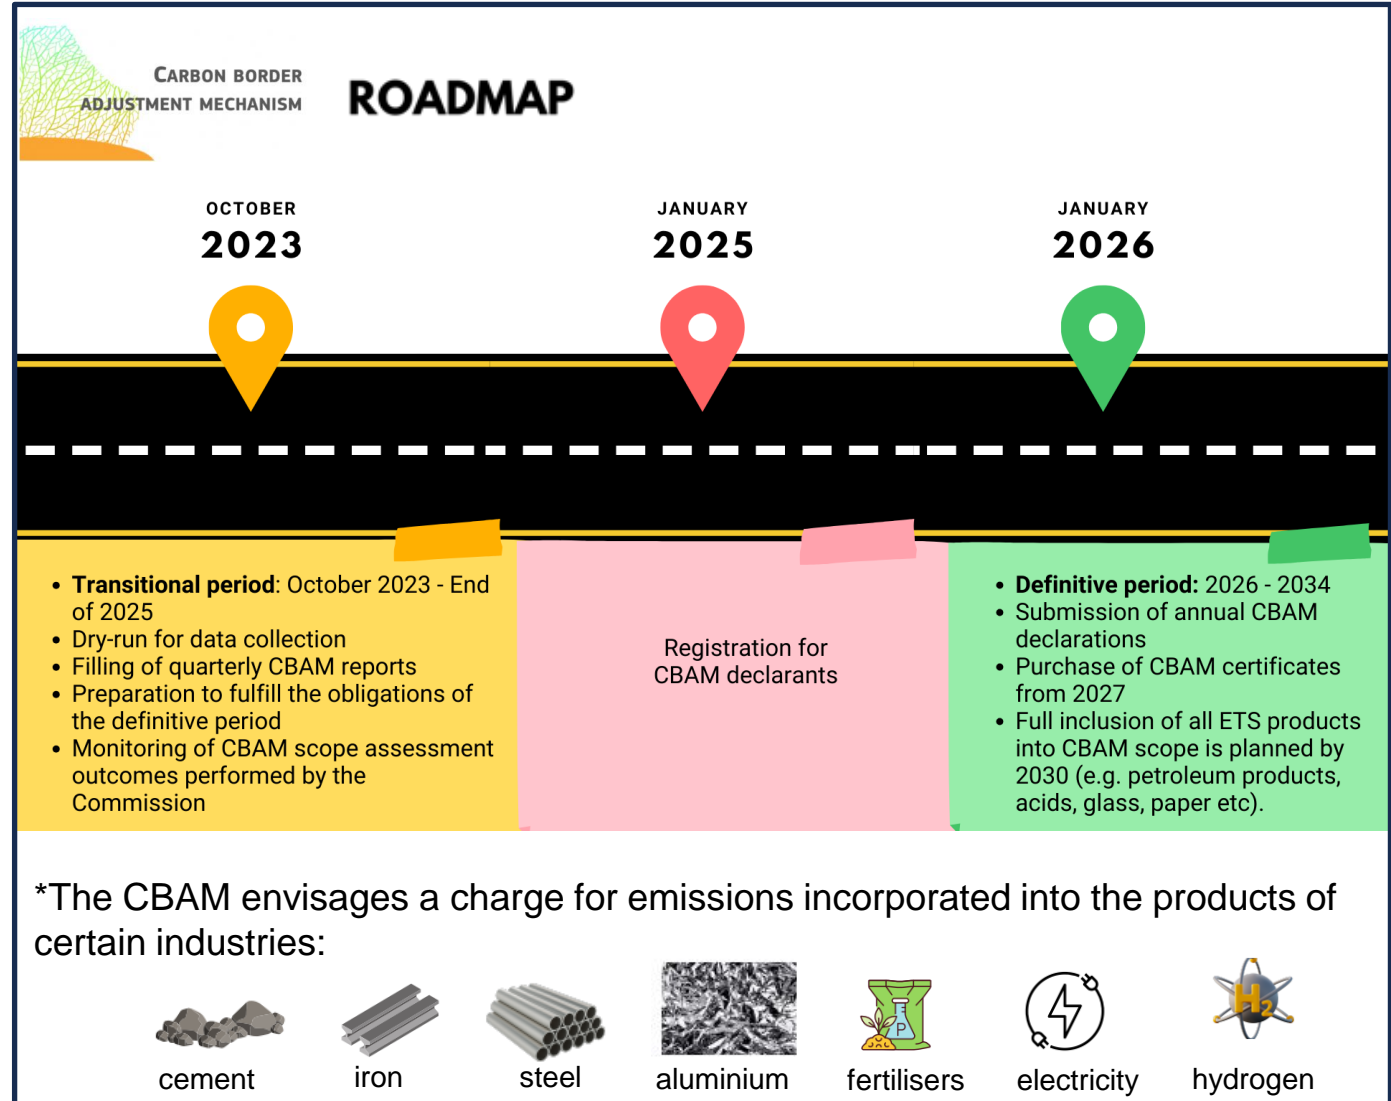 CARBON BORDER
ADJUSTMENT MECHANISM
ROADMAP
OCTOBER
2023
JANUARY
2025
JANUARY
2026
• Transitional period: October 2023 - End
of 2025
• Dry-run for data collection
• Filling of quarterly CBAM reports
• Preparation to fulfill the obligations of
the definitive period
• Monitoring of CBAM scope assessment
outcomes performed by the
Commission
Registration for
CBAM declarants
• Definitive period: 2026 - 2034
• Submission of annual CBAM
declarations
• Purchase of CBAM certificates
from 2027
• Full inclusion of all ETS products
into CBAM scope is planned by
2030 (e.g. petroleum products,
acids, glass, paper etc).
*The CBAM envisages a charge for emissions incorporated into the products of
certain industries:
P
H2
cement
iron
steel
aluminium
fertilisers
electricity
hydrogen